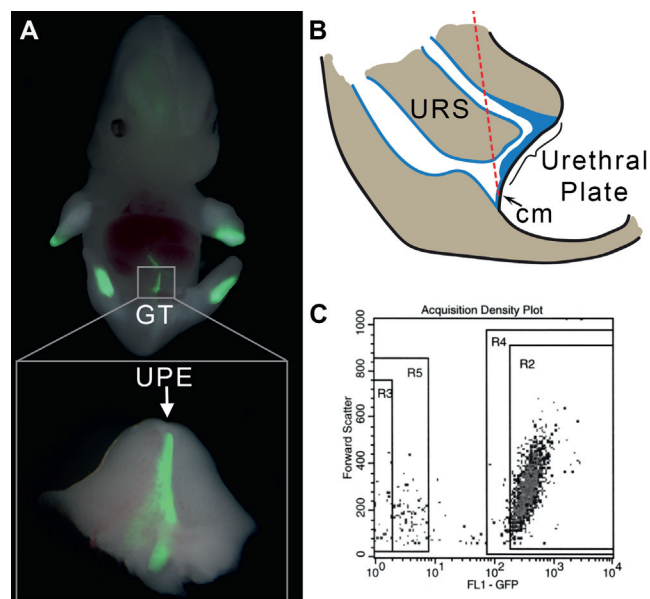 A
GT
UPE
B
URS
Urethral
Plate
cm
C
Acquisition Density Plot
Forward Scatter
1000
800
600
400
200
0
R3
R5
R4
R2
10^0
10^1
10^2
10^3
10^4
FL1 - GFP